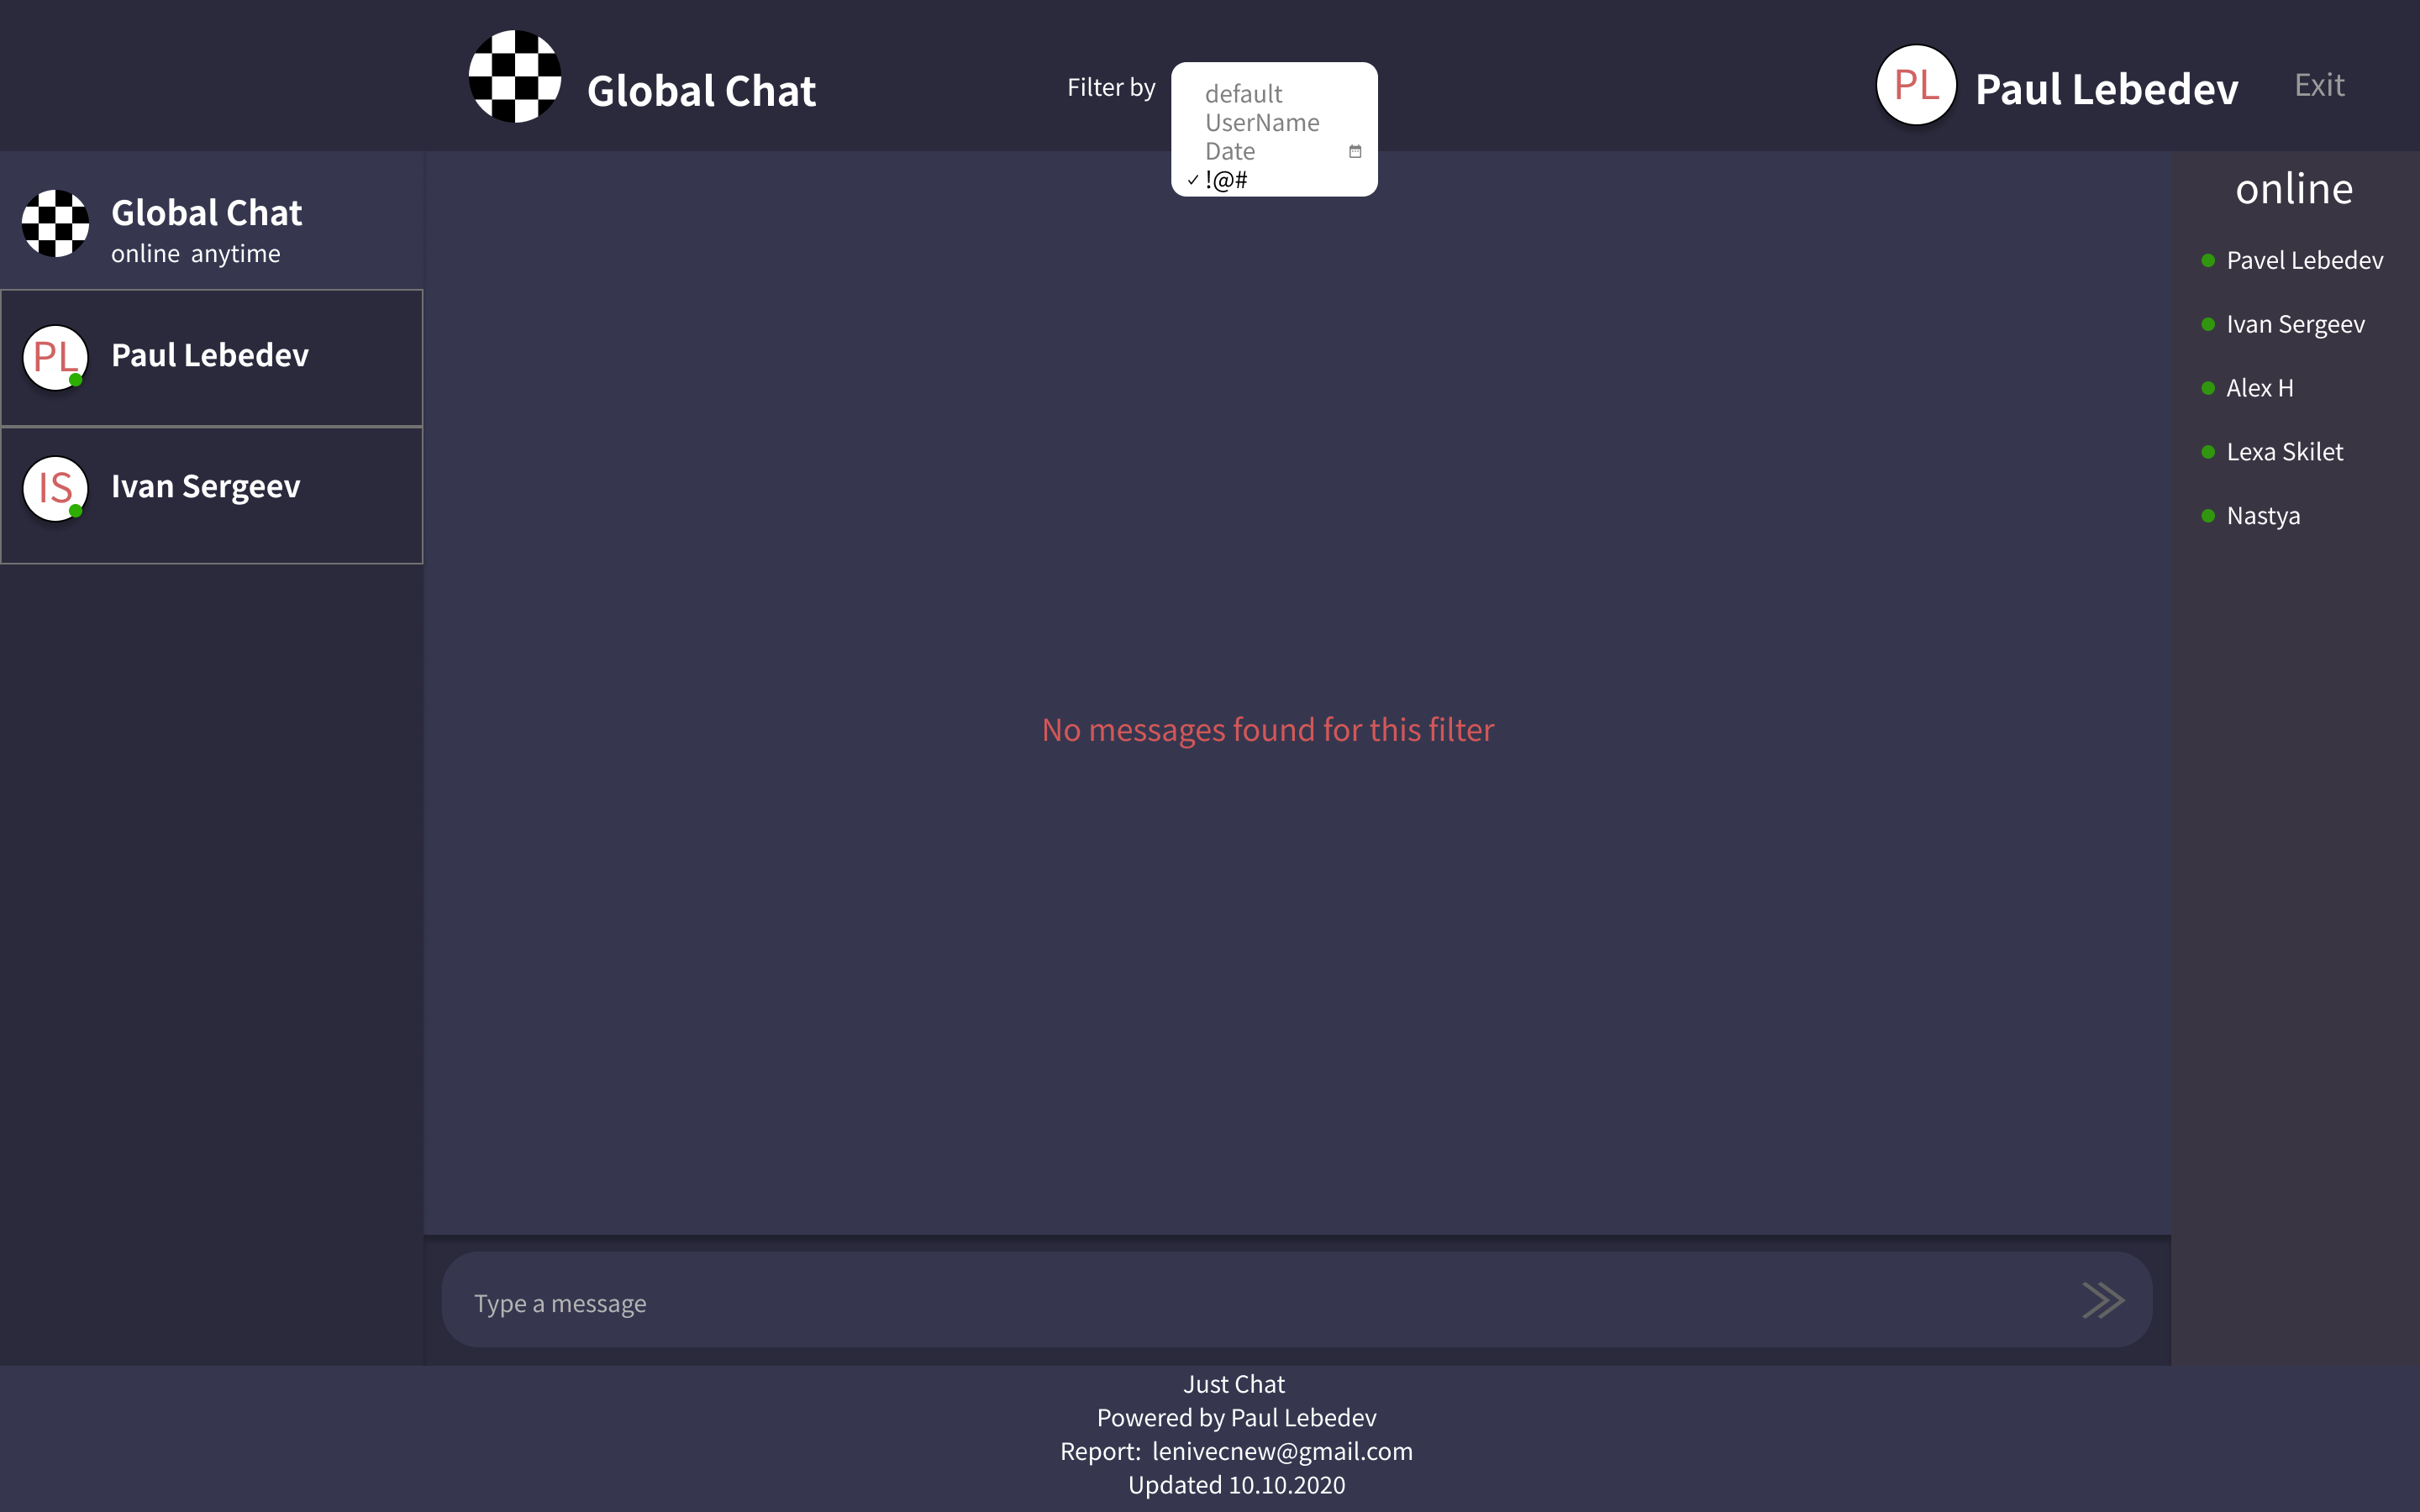 Global Chat
Filter by
default
UserName
Date
!@#
PL
Paul Lebedev
Exit
Global Chat
online anytime
PL
Paul Lebedev
IS
Ivan Sergeev
No messages found for this filter
online
Pavel Lebedev
Ivan Sergeev
Alex H
Lexa Skilet
Nastya
Type a message
Just Chat
Powered by Paul Lebedev
Report: lenivecnew@gmail.com
Updated 10.10.2020